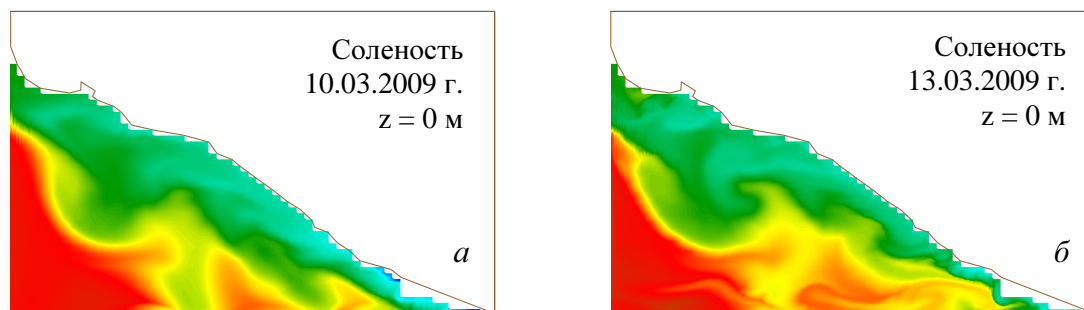 Соленость
10.03.2009 г.
z = 0 м
а
Соленость
13.03.2009 г.
z = 0 м
б